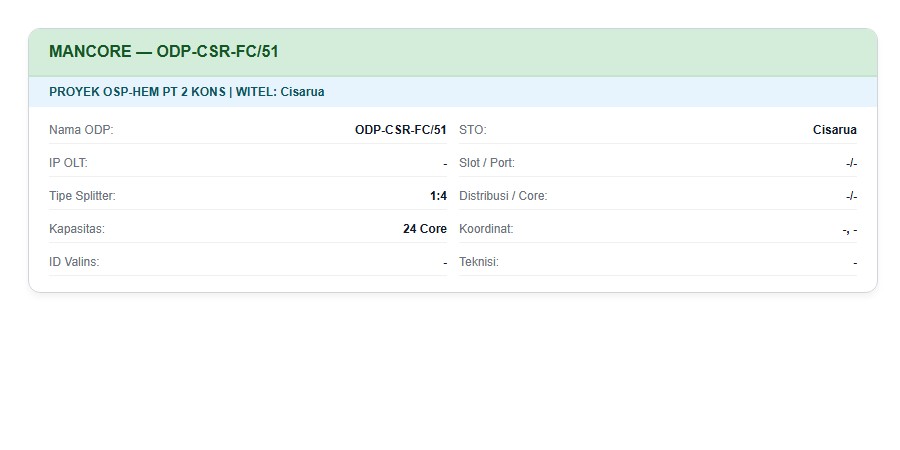 MANCORE — ODP-CSR-FC/51
PROYEK OSP-HEM PT 2 KONS | WITEL: Cisarua
Nama ODP: ODP-CSR-FC/51 STO: Cisarua
IP OLT: - Slot / Port: -/-
Tipe Splitter: 1:4 Distribusi / Core: -/-
Kapasitas: 24 Core Koordinat: -, -
ID Valins: - Teknisi: -